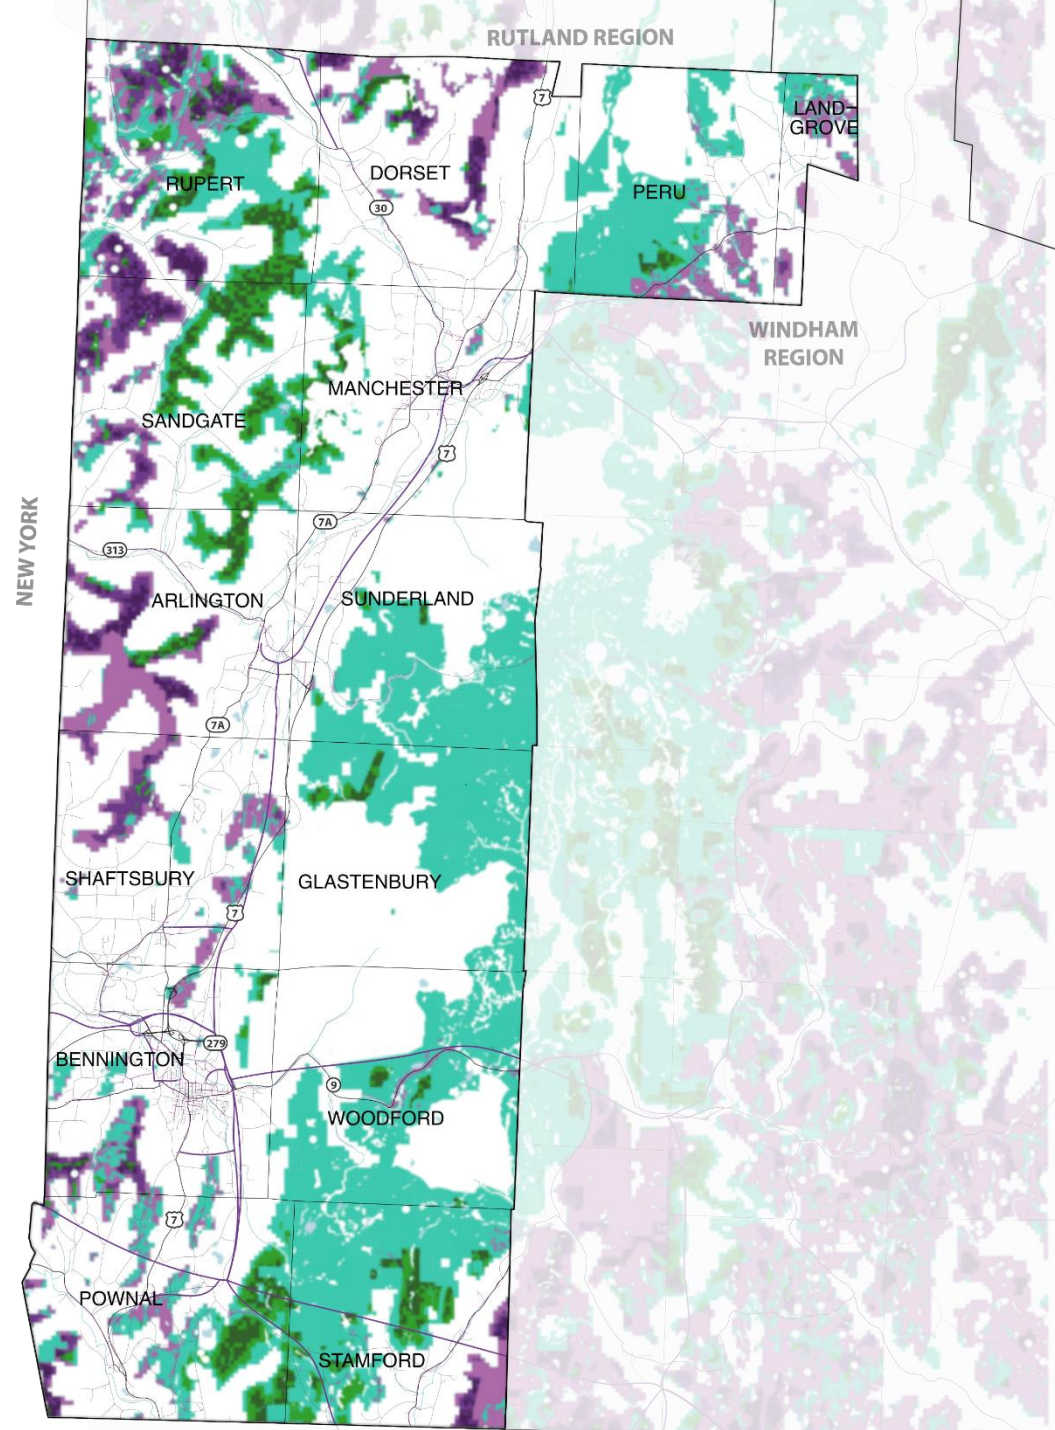 RUTLAND REGION
7
LAND-
GROVE
DORSET
RUPERT
PERU
30
WINDHAM
REGION
MANCHESTER
SANDGATE
7
NEW YORK
7A
313
ARLINGTON
SUNDERLAND
7A
SHAFTSBURY
GLASTENBURY
7
279
BENNINGTON
9
WOODFORD
7
POWNAL
STAMFORD